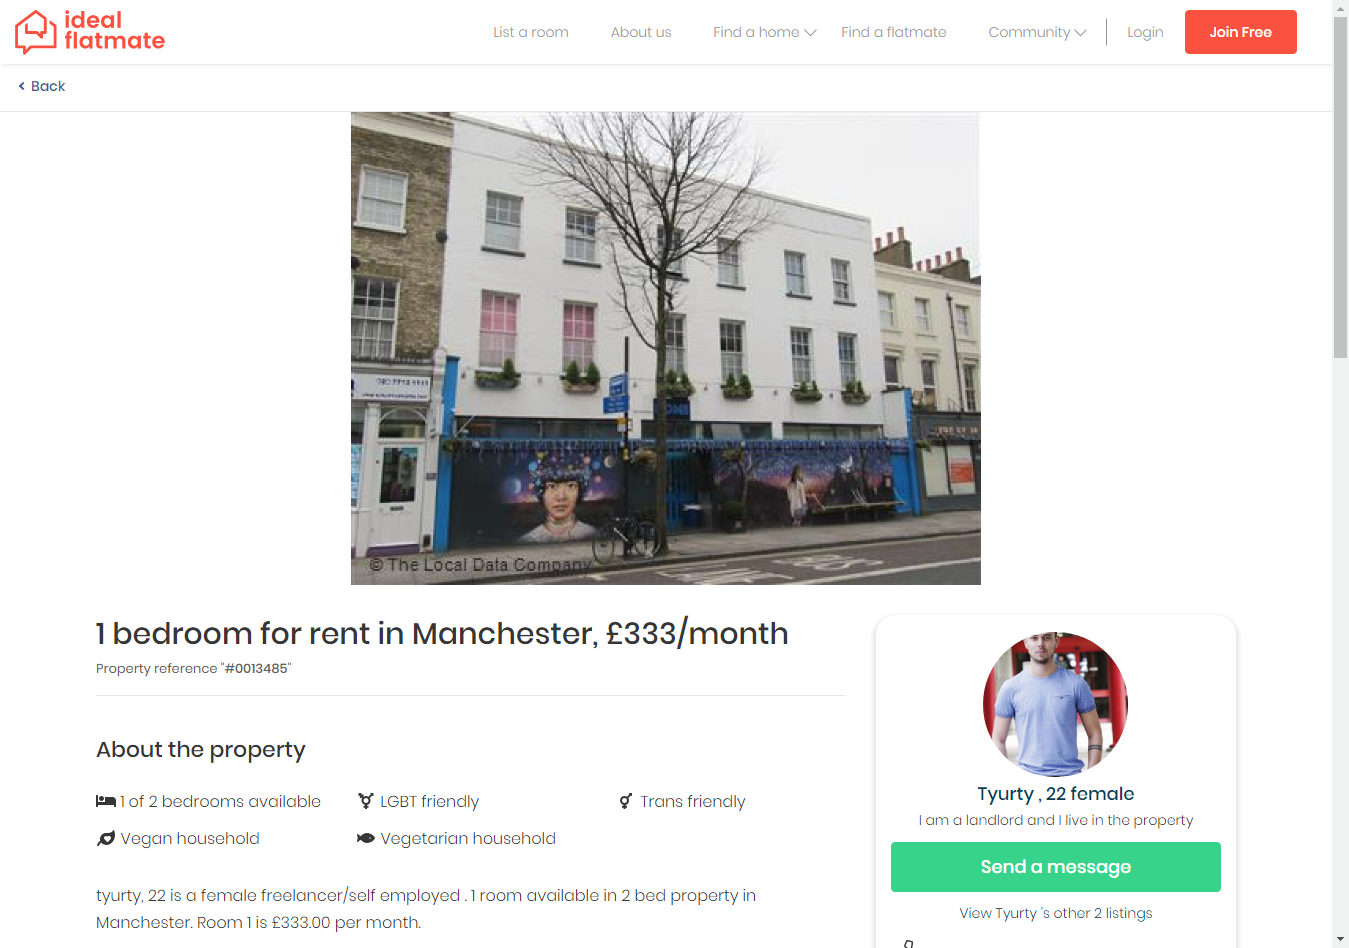 ideal
flatmate
List a room
About us
Find a home
Find a flatmate
Community
Login
Join Free
Back
© The Local Data Company
1 bedroom for rent in Manchester, £333/month
Property reference "#0013485"
About the property
1 of 2 bedrooms available
LGBT friendly
Trans friendly
Vegan household
Vegetarian household
tyurty, 22 is a female freelancer/self employed . 1 room available in 2 bed property in
Manchester. Room 1 is £333.00 per month.
Tyurty , 22 female
I am a landlord and I live in the property
Send a message
View Tyurty 's other 2 listings